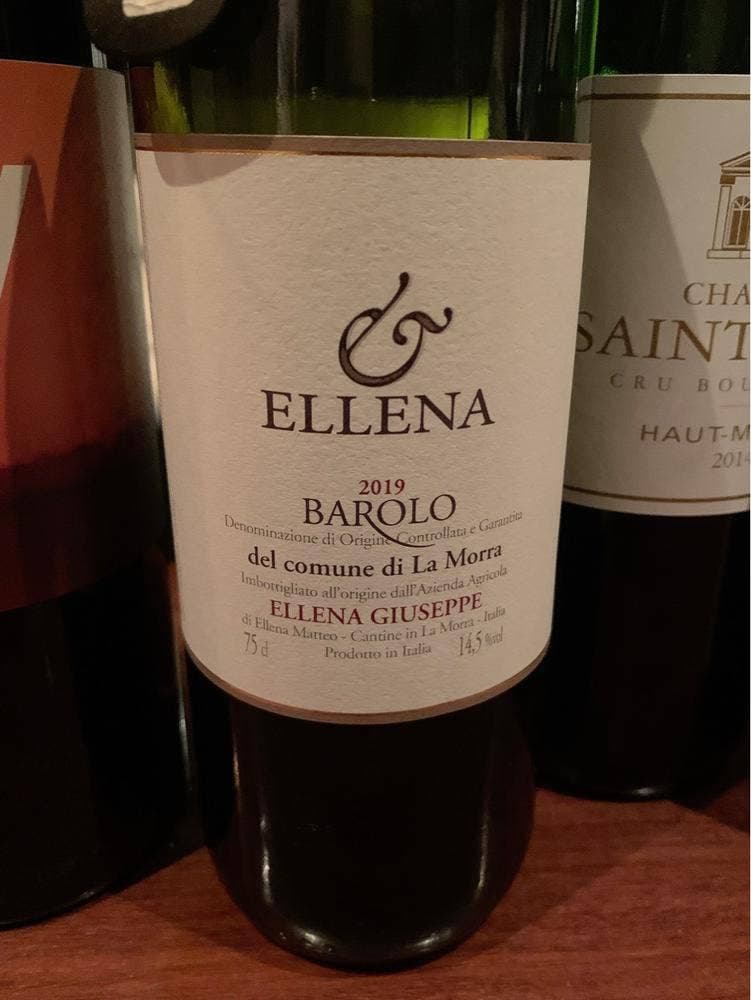 &
ELLENA
2019
BAROLO
Denominazione di Origine Controllata e Garantita
del comune di La Morra
Imbottigliato all'origine dall'Azienda Agricola
ELLENA GIUSEPPE
di Ellena Matteo - Cantine in La Morra - Italia
75 cl
Prodotto in Italia
14,5 %vol
CHA
SAINT
CRU BOU
HAUT-M
2014